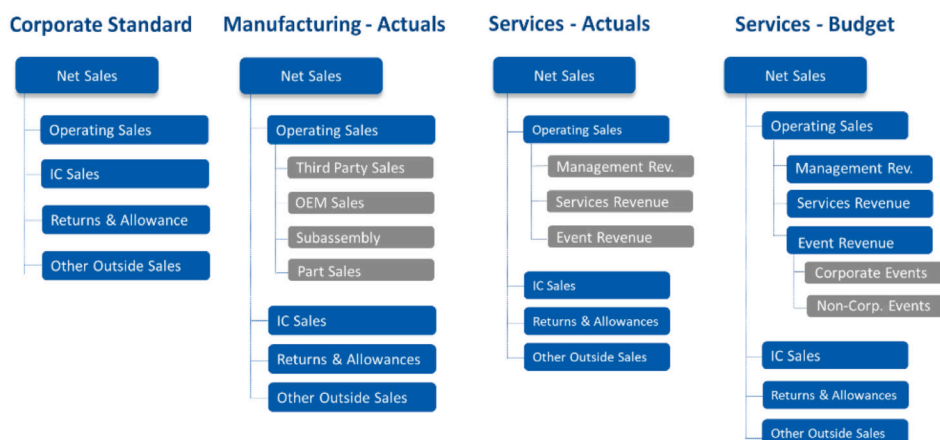 Corporate Standard
Net Sales
Operating Sales
IC Sales
Returns & Allowance
Other Outside Sales
Manufacturing - Actuals
Net Sales
Operating Sales
Third Party Sales
OEM Sales
Subassembly
Part Sales
IC Sales
Returns & Allowances
Other Outside Sales
Services - Actuals
Net Sales
Operating Sales
Management Rev.
Services Revenue
Event Revenue
IC Sales
Returns & Allowances
Other Outside Sales
Services - Budget
Net Sales
Operating Sales
Management Rev.
Services Revenue
Event Revenue
Corporate Events
Non-Corp. Events
IC Sales
Returns & Allowances
Other Outside Sales